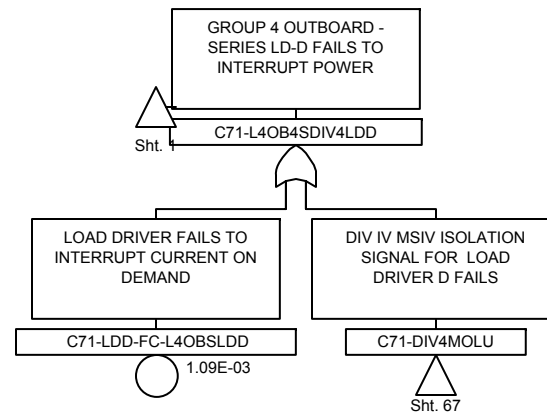 GROUP 4 OUTBOARD -
SERIES LD-D FAILS TO
INTERRUPT POWER
Sht. 1
C71-L4OB4SDIV4LDD
LOAD DRIVER FAILS TO
INTERRUPT CURRENT ON
DEMAND
DIV IV MSIV ISOLATION
SIGNAL FOR LOAD
DRIVER D FAILS
C71-LDD-FC-L4OBSLDD
C71-DIV4MOLU
1.09E-03
Sht. 67